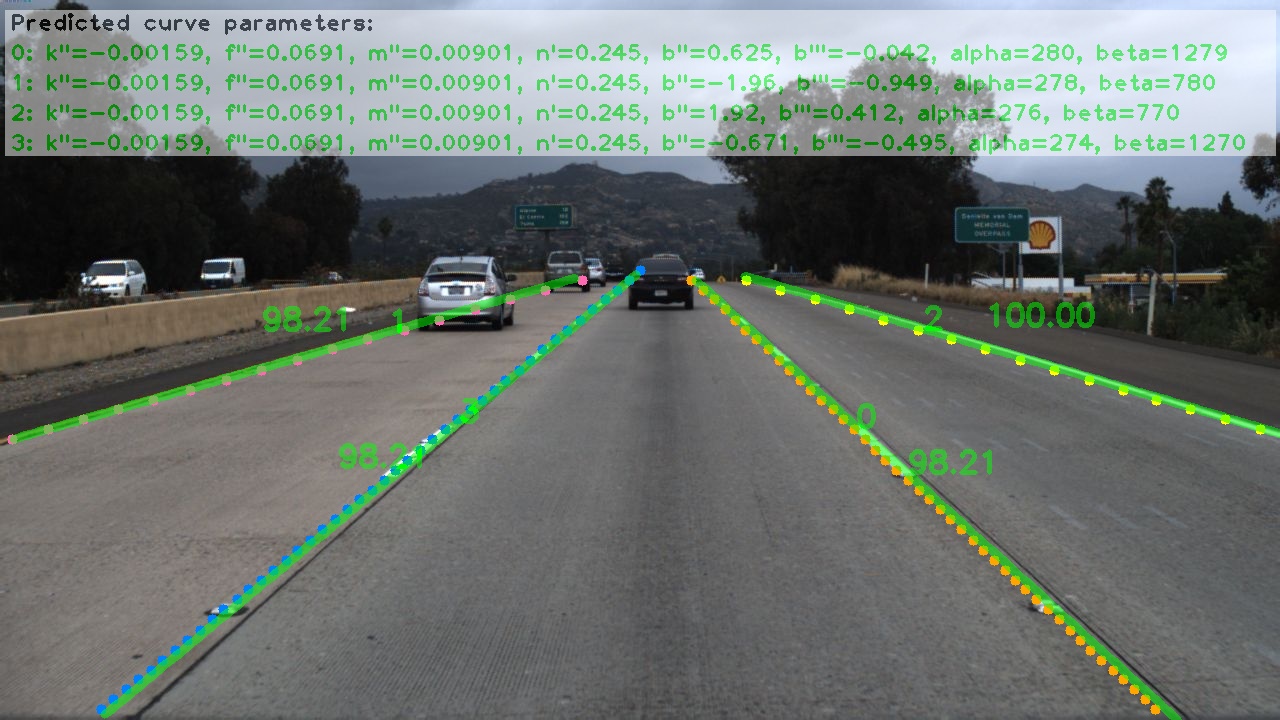 Predicted curve parameters:
0: k''=-0.00159, f''=0.0691, m''=0.00901, n'=0.245, b''=0.625, b'''=-0.042, alpha=280, beta=1279
1: k''=-0.00159, f''=0.0691, m''=0.00901, n'=0.245, b''=-1.96, b'''=-0.949, alpha=278, beta=780
2: k''=-0.00159, f''=0.0691, m''=0.00901, n'=0.245, b''=1.92, b'''=0.412, alpha=276, beta=770
3: k''=-0.00159, f''=0.0691, m''=0.00901, n'=0.245, b''=-0.671, b'''=-0.495, alpha=274, beta=1270
Danielle van Dam
MEMORIAL
OVERPASS
98.21 1
2 100.00
3
0
98.21
98.21